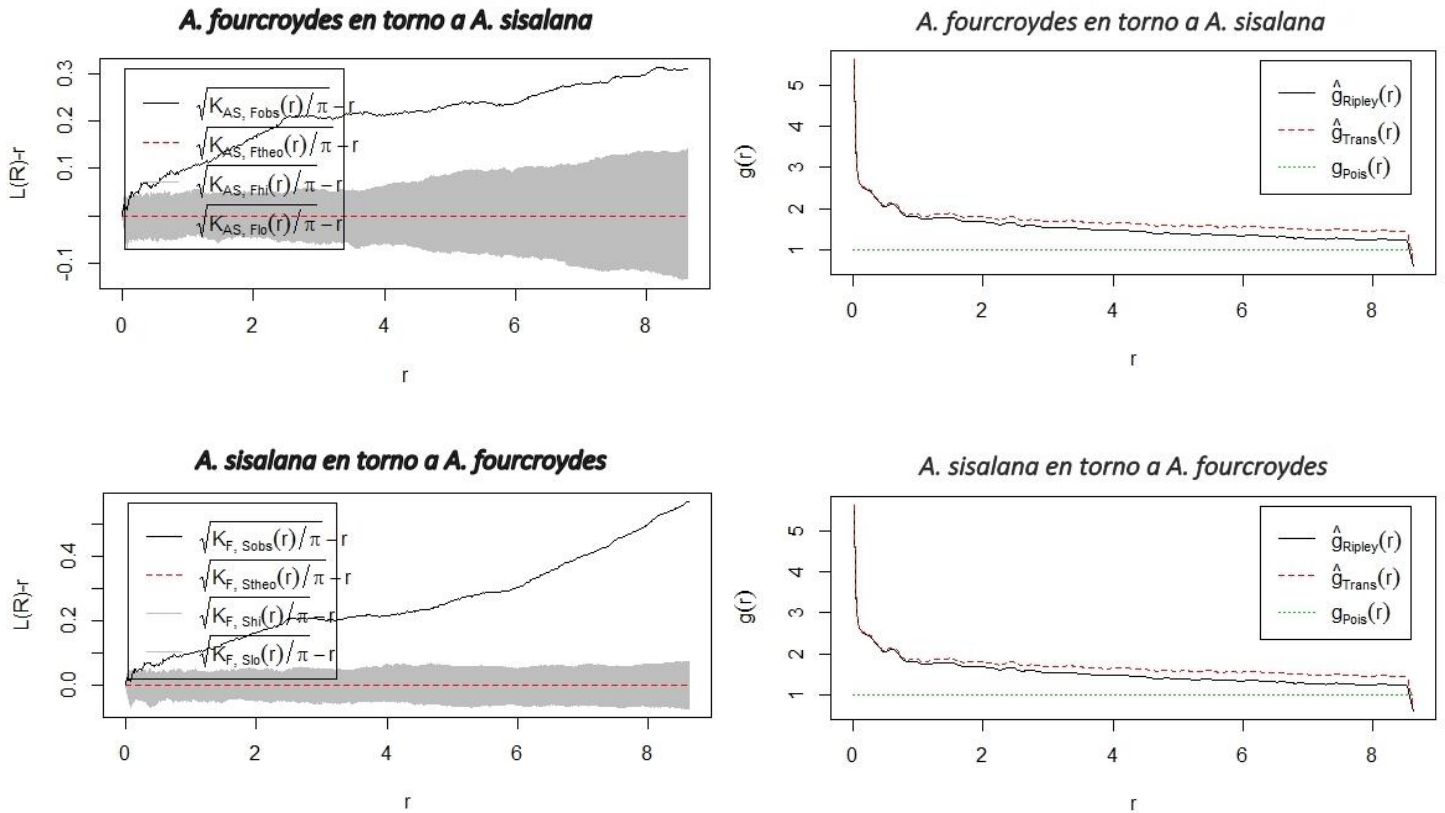 A. fourcroydes en torno a A. sisalana
0.3
0.2
0.1
-0.1
L(R)-r
√K_AS, Fobs(r)/π-r
√K_AS, Ftheo(r)/π-r
√K_AS, Fhi(r)/π-r
√K_AS, Flo(r)/π-r
0 2 4 6 8
r
A. fourcroydes en torno a A. sisalana
5
4
3
2
1
g(r)
ĝ_Ripley(r)
ĝ_Trans(r)
g_Pois(r)
0 2 4 6 8
r
A. sisalana en torno a A. fourcroydes
0.4
0.2
0.0
L(R)-r
√K_F, Sobs(r)/π-r
√K_F, Stheo(r)/π-r
√K_F, Shi(r)/π-r
√K_F, Slo(r)/π-r
0 2 4 6 8
r
A. sisalana en torno a A. fourcroydes
5
4
3
2
1
g(r)
ĝ_Ripley(r)
ĝ_Trans(r)
g_Pois(r)
0 2 4 6 8
r